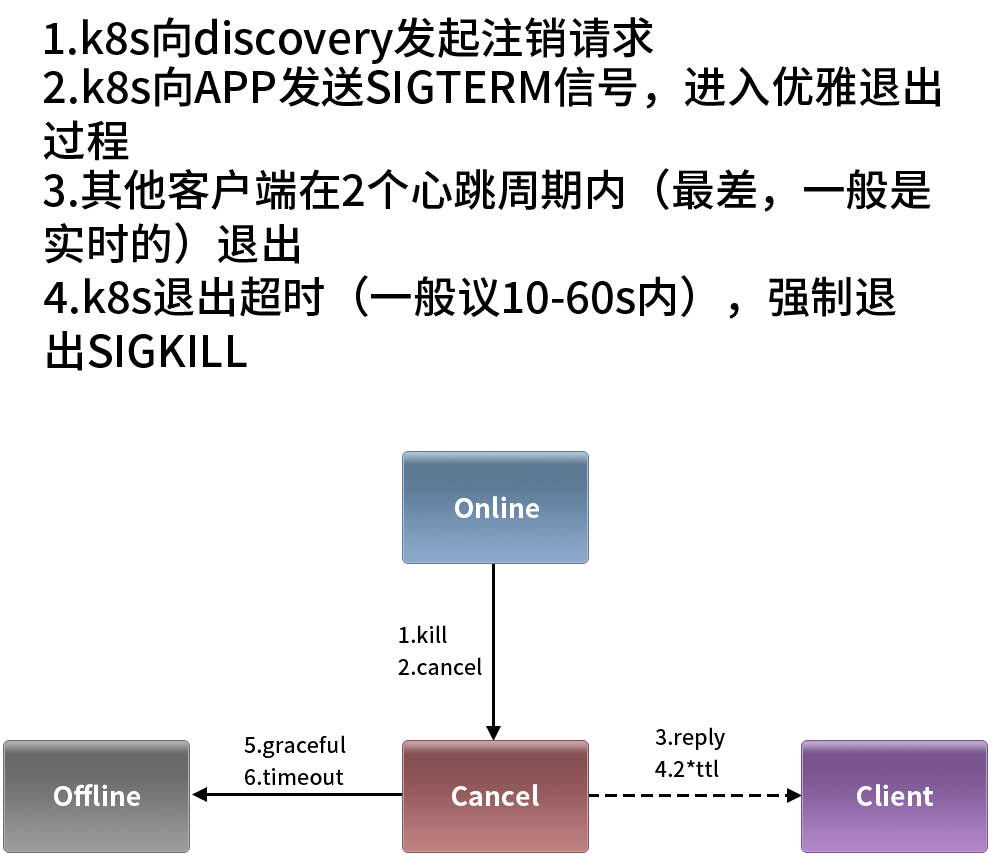 1.k8s向discovery发起注销请求
2.k8s向APP发送SIGTERM信号，进入优雅退出
过程
3.其他客户端在2个心跳周期内（最差，一般是
实时的）退出
4.k8s退出超时（一般议10-60s内），强制退
出SIGKILL
Online
1.kill
2.cancel
5.graceful
6.timeout
3.reply
4.2*ttl
Offline
Cancel
Client